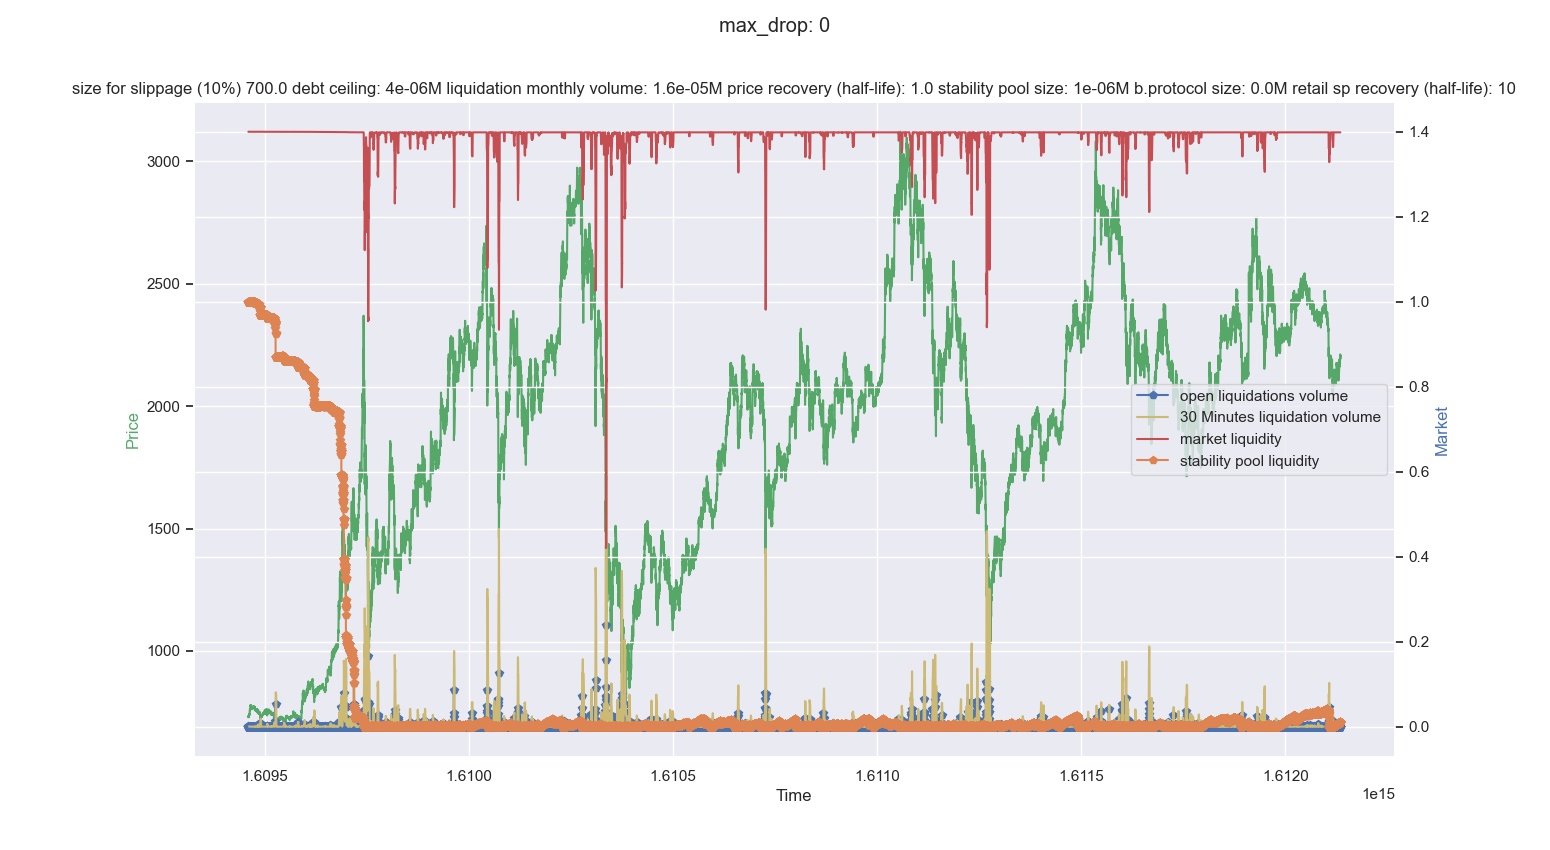 max_drop: 0
size for slippage (10%) 700.0 debt ceiling: 4e-06M liquidation monthly volume: 1.6e-05M price recovery (half-life): 1.0 stability pool size: 1e-06M b.protocol size: 0.0M retail sp recovery (half-life): 10
3000
2500
2000
1500
1000
Price
1.4
1.2
1.0
0.8
0.6
0.4
0.2
0.0
Market
open liquidations volume
30 Minutes liquidation volume
market liquidity
stability pool liquidity
1.6095 1.6100 1.6105 1.6110 1.6115 1.6120
1e15
Time